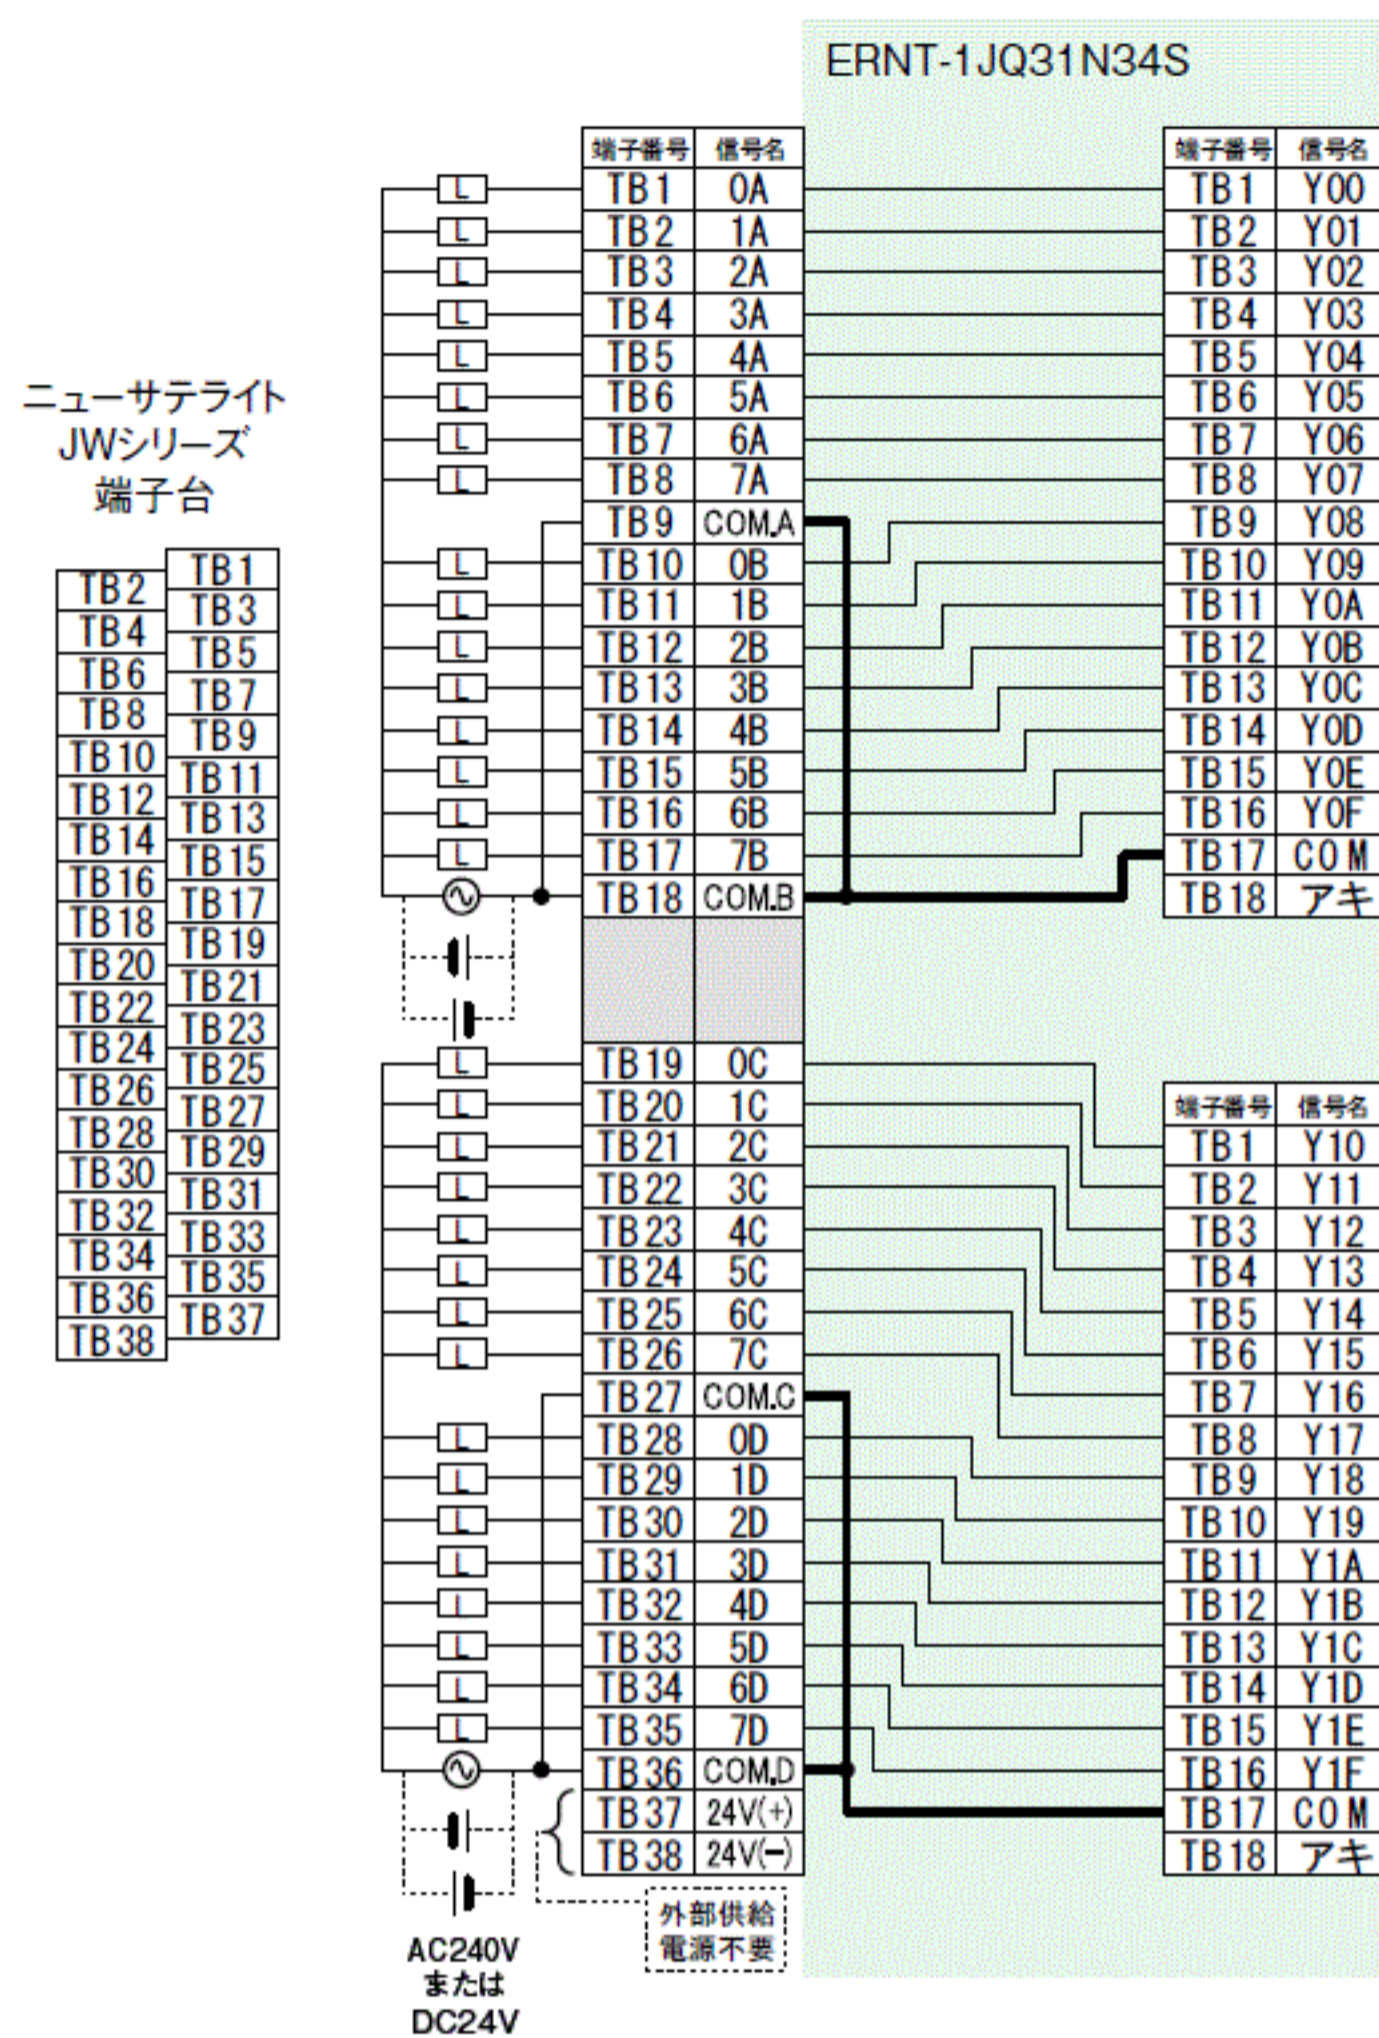 ERNT-1JQ31N34S
ニューサテライト
JWシリーズ
端子台
TB1
TB2
TB3
TB4
TB5
TB6
TB7
TB8
TB9
TB10
TB11
TB12
TB13
TB14
TB15
TB16
TB17
TB18
TB19
TB20
TB21
TB22
TB23
TB24
TB25
TB26
TB27
TB28
TB29
TB30
TB31
TB32
TB33
TB34
TB35
TB36
TB37
TB38
端子番号 信号名
L TB1 0A
L TB2 1A
L TB3 2A
L TB4 3A
L TB5 4A
L TB6 5A
L TB7 6A
L TB8 7A
TB9 COM.A
L TB10 0B
L TB11 1B
L TB12 2B
L TB13 3B
L TB14 4B
L TB15 5B
L TB16 6B
L TB17 7B
TB18 COM.B
L TB19 0C
L TB20 1C
L TB21 2C
L TB22 3C
L TB23 4C
L TB24 5C
L TB25 6C
L TB26 7C
TB27 COM.C
L TB28 0D
L TB29 1D
L TB30 2D
L TB31 3D
L TB32 4D
L TB33 5D
L TB34 6D
L TB35 7D
TB36 COM.D
TB37 24V(+)
TB38 24V(−)
外部供給
電源不要
AC240V
または
DC24V
端子番号 信号名
TB1 Y00
TB2 Y01
TB3 Y02
TB4 Y03
TB5 Y04
TB6 Y05
TB7 Y06
TB8 Y07
TB9 Y08
TB10 Y09
TB11 Y0A
TB12 Y0B
TB13 Y0C
TB14 Y0D
TB15 Y0E
TB16 Y0F
TB17 COM
TB18 アキ
端子番号 信号名
TB1 Y10
TB2 Y11
TB3 Y12
TB4 Y13
TB5 Y14
TB6 Y15
TB7 Y16
TB8 Y17
TB9 Y18
TB10 Y19
TB11 Y1A
TB12 Y1B
TB13 Y1C
TB14 Y1D
TB15 Y1E
TB16 Y1F
TB17 COM
TB18 アキ